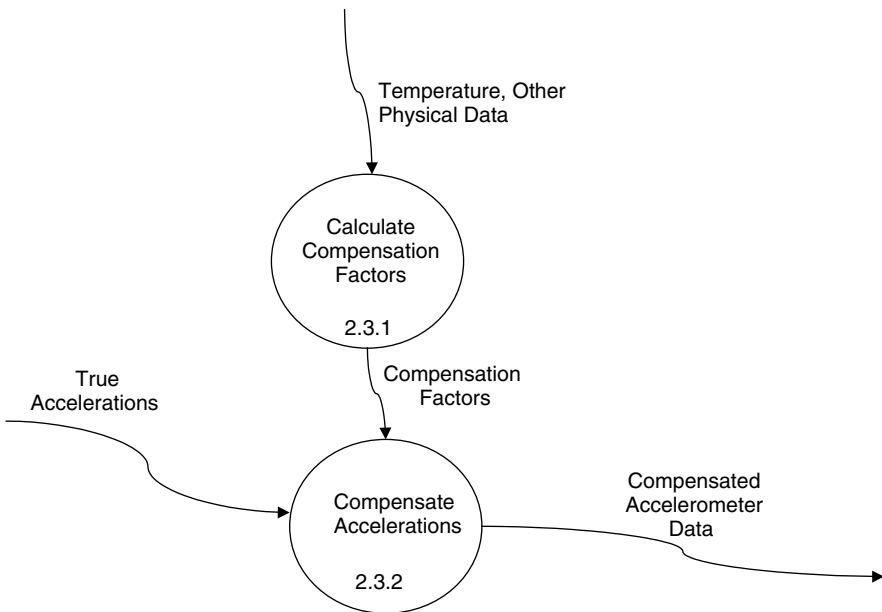 Temperature, Other
Physical Data
Calculate
Compensation
Factors
2.3.1
True
Accelerations
Compensation
Factors
Compensate
Accelerations
2.3.2
Compensated
Accelerometer
Data